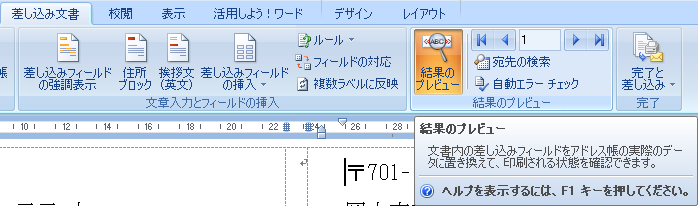 差し込み文書 校閲 表示 活用しよう！ワード デザイン レイアウト
差し込みフィールドの強調表示
住所ブロック
挨拶文(英文)
差し込みフィールドの挿入
ルール
フィールドの対応
複数ラベルに反映
文章入力とフィールドの挿入
結果のプレビュー
1
宛先の検索
自動エラー チェック
結果のプレビュー
完了と差し込み
完了
10 12 14 16 18 20 22 24 26 28
結果のプレビュー
文書内の差し込みフィールドをアドレス帳の実際のデー
タに置き換えて、印刷される状態を確認できます。
ヘルプを表示するには、F1 キーを押してください。
〒701-